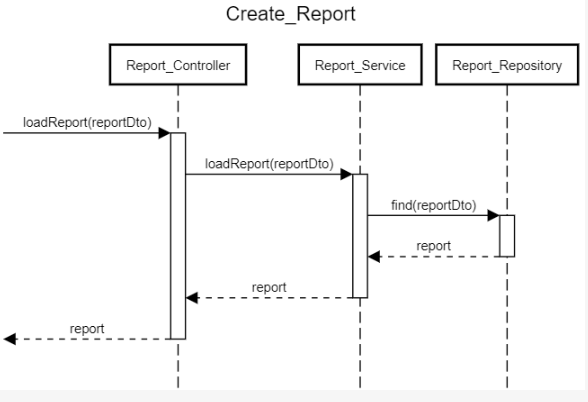 Create_Report
Report_Controller
Report_Service
Report_Repository
loadReport(reportDto)
loadReport(reportDto)
find(reportDto)
report
report
report